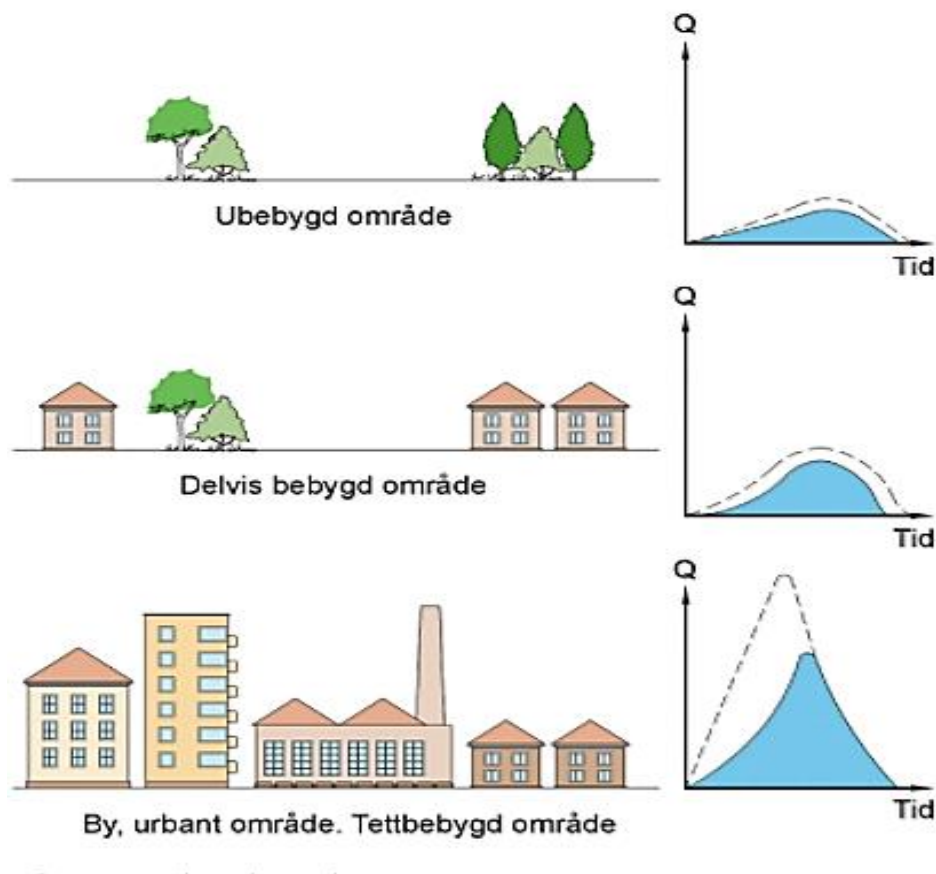 Q
Ubebygd område
Tid
Q
Delvis bebygd område
Tid
Q
Tid
By, urbant område. Tettbebygd område